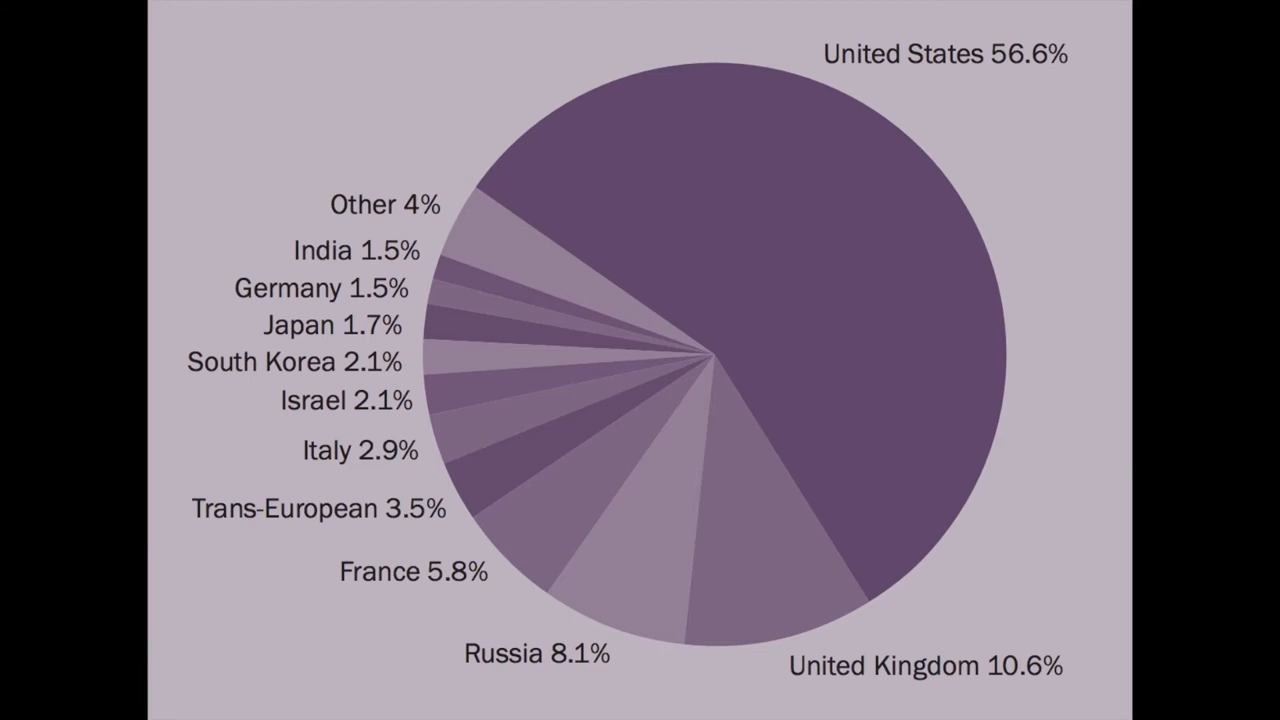 United States 56.6%
Other 4%
India 1.5%
Germany 1.5%
Japan 1.7%
South Korea 2.1%
Israel 2.1%
Italy 2.9%
Trans-European 3.5%
France 5.8%
Russia 8.1%
United Kingdom 10.6%